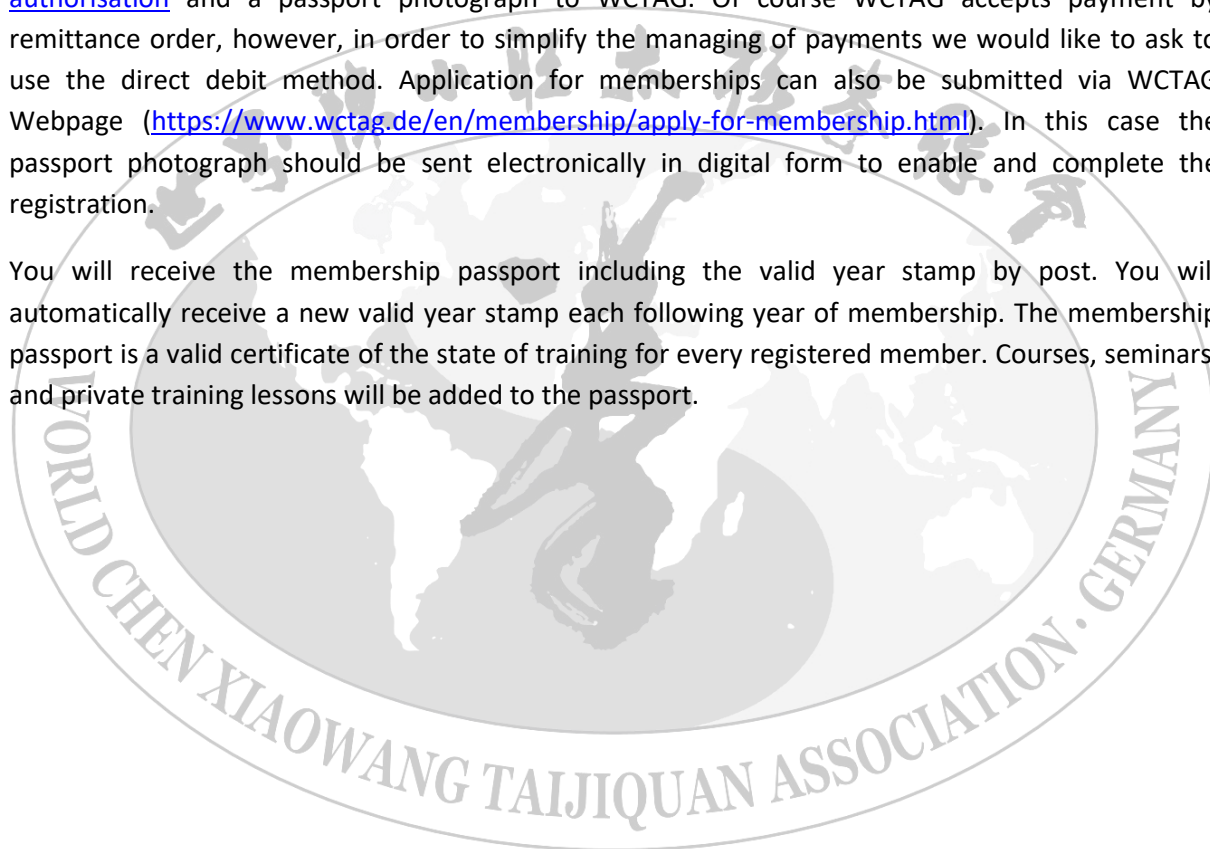 authorisation and a passport photograph to WCTAG. Of course WCTAG accepts payment by
remittance order, however, in order to simplify the managing of payments we would like to ask to
use the direct debit method. Application for memberships can also be submitted via WCTAG
Webpage (https://www.wctag.de/en/membership/apply-for-membership.html). In this case the
passport photograph should be sent electronically in digital form to enable and complete the
registration.
You will receive the membership passport including the valid year stamp by post. You wil
automatically receive a new valid year stamp each following year of membership. The membership
passport is a valid certificate of the state of training for every registered member. Courses, seminars
and private training lessons will be added to the passport.
WORLD CHEN XIAOWANG TAIJIQUAN ASSOCIATION · GERMANY